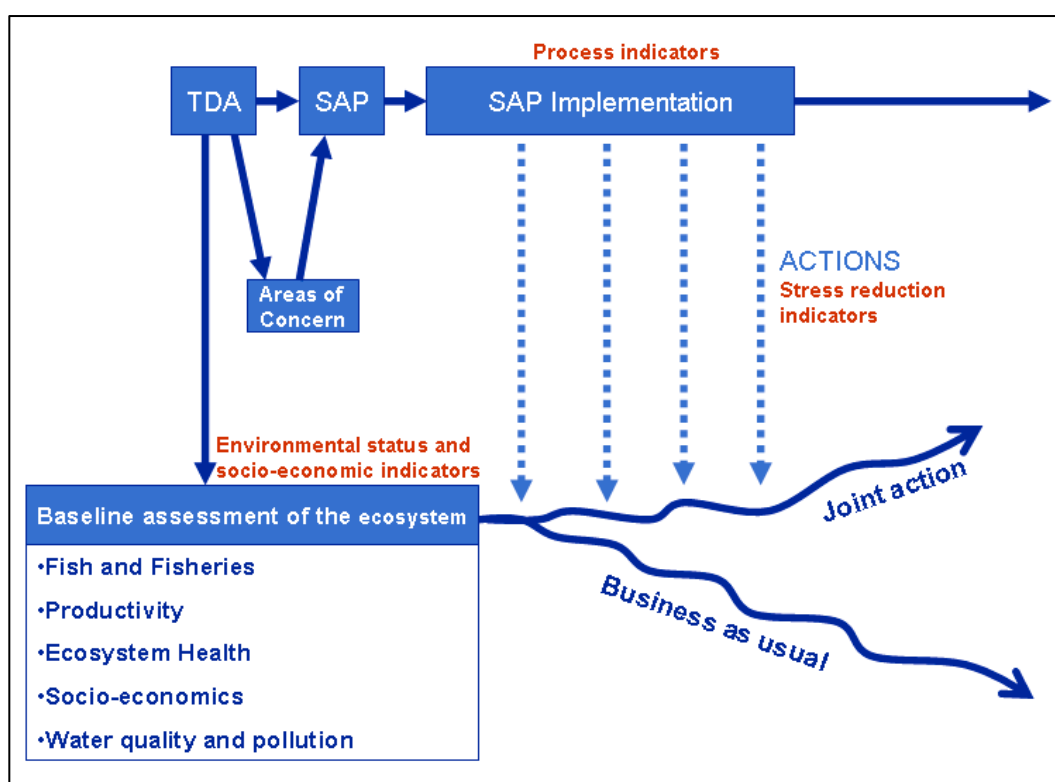 Process indicators
TDA
SAP
SAP Implementation
ACTIONS
Stress reduction
indicators
Areas of
Concern
Environmental status and
socio-economic indicators
Baseline assessment of the ecosystem
•Fish and Fisheries
•Productivity
•Ecosystem Health
•Socio-economics
•Water quality and pollution
Joint action
Business as usual